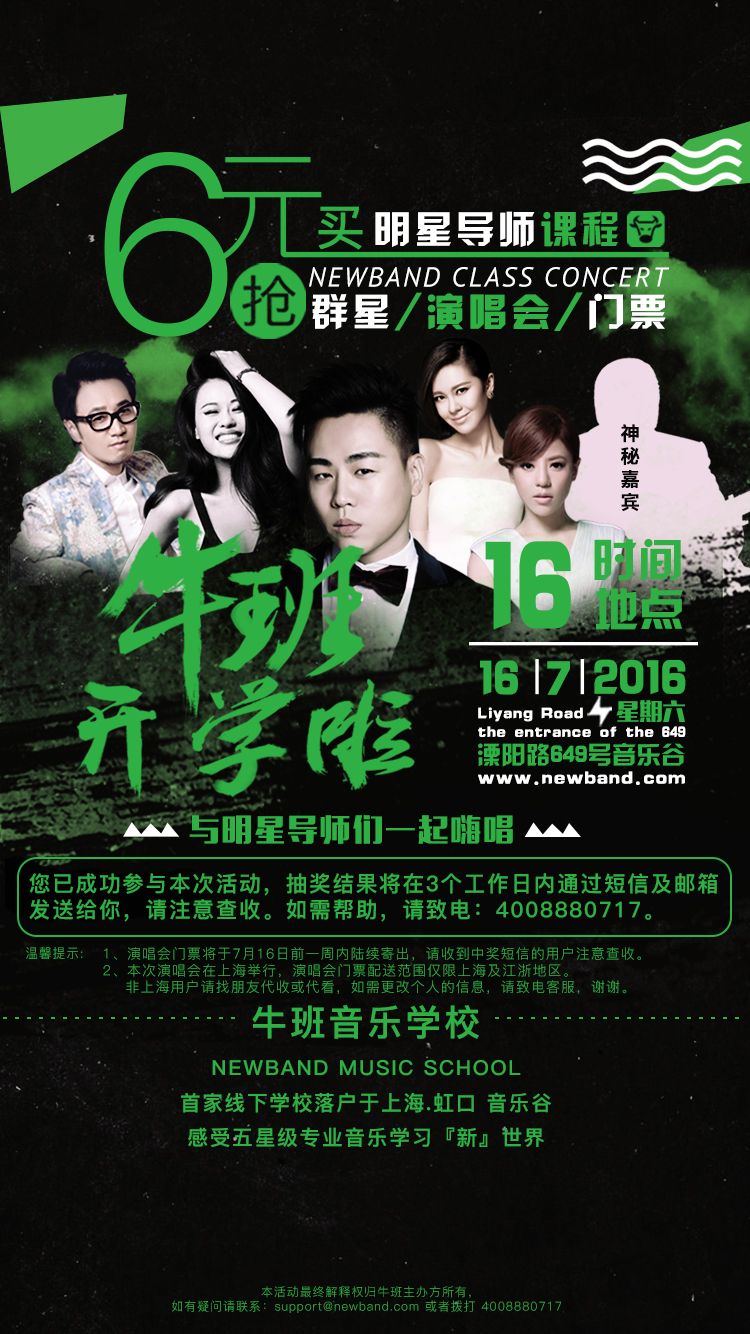 6元买明星导师课程
NEWBAND CLASS CONCERT
抢群星/演唱会/门票
神秘嘉宾
牛班
开学啦
16 时间地点
16|7|2016
Liyang Road 星期六
the entrance of the 649
溧阳路649号音乐谷
www.newband.com
与明星导师们一起嗨唱
您已成功参与本次活动，抽奖结果将在3个工作日内通过短信及邮箱
发送给你，请注意查收。如需帮助，请致电：4008880717。
温馨提示: 1、演唱会门票将于7月16日前一周内陆续寄出，请收到中奖短信的用户注意查收。
2、本次演唱会在上海举行，演唱会门票配送范围仅限上海及江浙地区。
非上海用户请找朋友代收或代看，如需更改个人的信息，请致电客服，谢谢。
牛班音乐学校
NEWBAND MUSIC SCHOOL
首家线下学校落户于上海.虹口 音乐谷
感受五星级专业音乐学习『新』世界
本活动最终解释权归牛班主办方所有，
如有疑问请联系：support@newband.com 或者拨打 4008880717